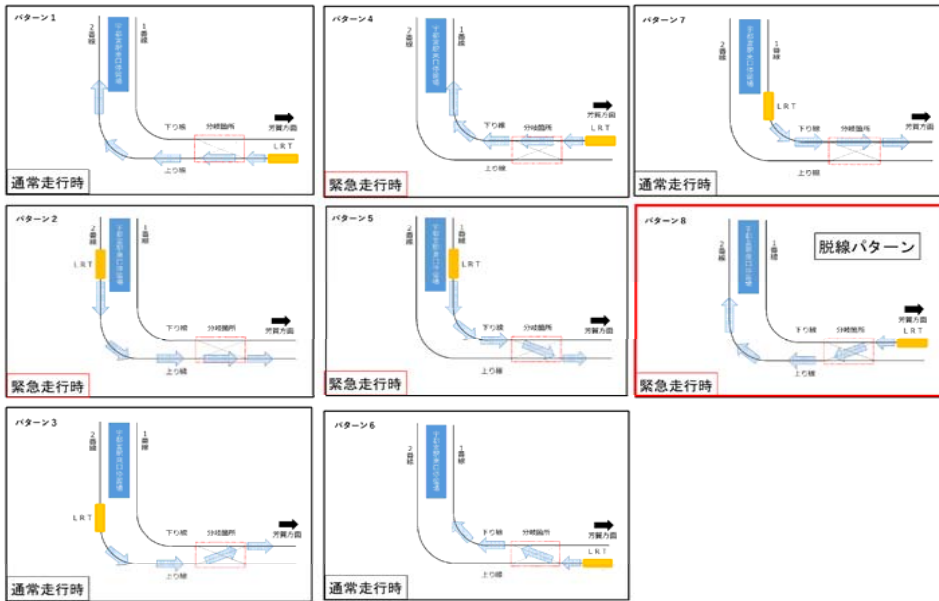 パターン1
2番線
宇都宮駅東口停留場
1番線
下り線
分岐箇所
芳賀方面
LRT
上り線
通常走行時
パターン4
2番線
宇都宮駅東口停留場
1番線
下り線
分岐箇所
芳賀方面
LRT
上り線
緊急走行時
パターン7
2番線
宇都宮駅東口停留場
1番線
LRT
下り線
分岐箇所
芳賀方面
上り線
通常走行時
パターン2
2番線
宇都宮駅東口停留場
1番線
LRT
下り線
分岐箇所
芳賀方面
上り線
緊急走行時
パターン5
2番線
宇都宮駅東口停留場
1番線
LRT
下り線
分岐箇所
芳賀方面
上り線
緊急走行時
パターン8
脱線パターン
2番線
宇都宮駅東口停留場
1番線
下り線
分岐箇所
芳賀方面
LRT
上り線
緊急走行時
パターン3
2番線
宇都宮駅東口停留場
1番線
LRT
下り線
分岐箇所
芳賀方面
上り線
通常走行時
パターン6
2番線
宇都宮駅東口停留場
1番線
下り線
分岐箇所
芳賀方面
LRT
上り線
通常走行時